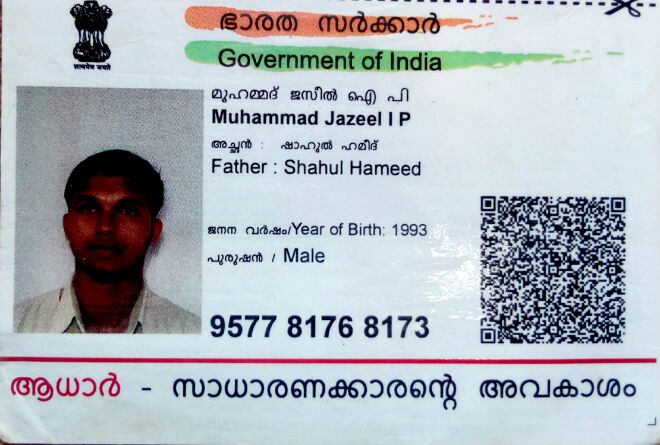 ഭാരത സർക്കാർ
Government of India
सत्यमेव जयते
മുഹമ്മദ് ജസീൽ ഐ പി
Muhammad Jazeel I P
അച്ഛൻ : ഷാഹുൽ ഹമീദ്
Father : Shahul Hameed
ജനന വർഷം/Year of Birth: 1993
പുരുഷൻ / Male
9577 8176 8173
ആധാർ - സാധാരണക്കാരന്റെ അവകാശം